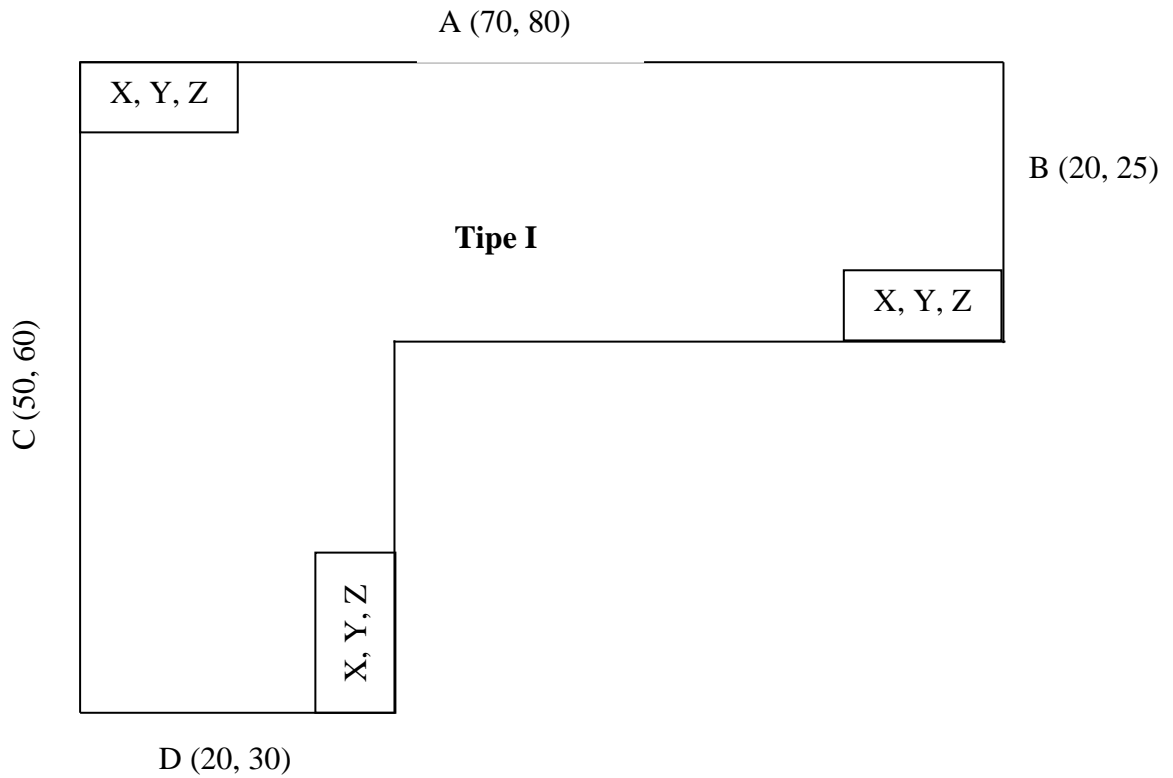 A (70, 80)
X, Y, Z
B (20, 25)
Tipe I
X, Y, Z
C (50, 60)
X, Y, Z
D (20, 30)